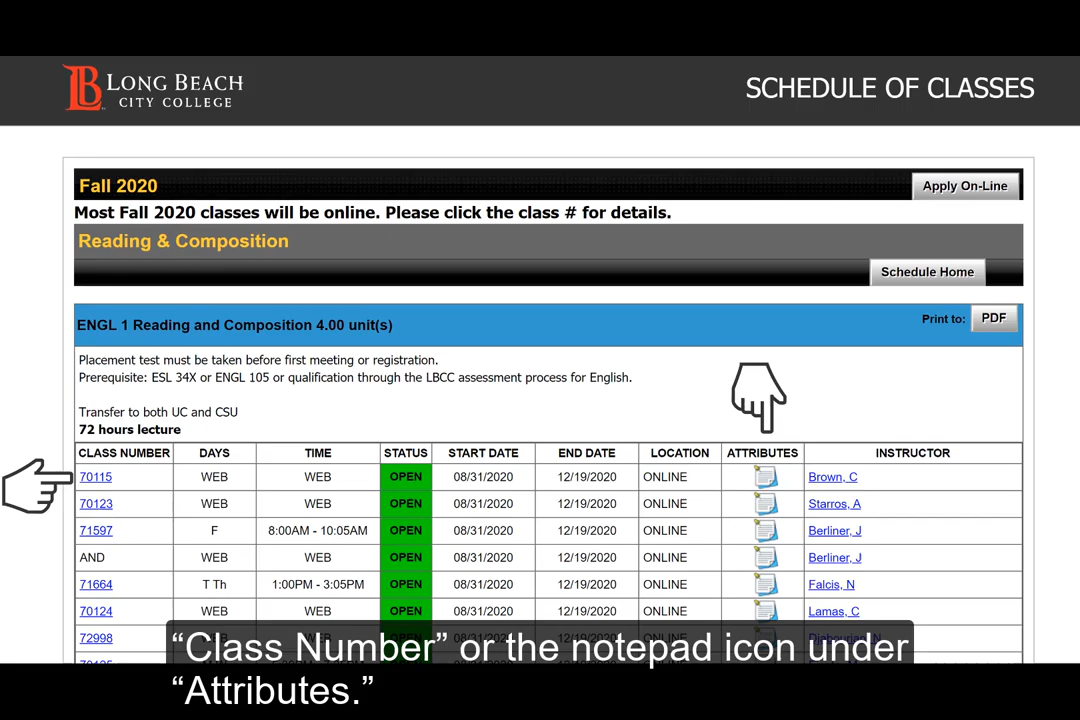 LB LONG BEACH
CITY COLLEGE
SCHEDULE OF CLASSES
Fall 2020
Apply On-Line
Most Fall 2020 classes will be online. Please click the class # for details.
Reading & Composition
Schedule Home
ENGL 1 Reading and Composition 4.00 unit(s)
Print to: PDF
Placement test must be taken before first meeting or registration.
Prerequisite: ESL 34X or ENGL 105 or qualification through the LBCC assessment process for English.
Transfer to both UC and CSU
72 hours lecture
CLASS NUMBER DAYS TIME STATUS START DATE END DATE LOCATION ATTRIBUTES INSTRUCTOR
70115 WEB WEB OPEN 08/31/2020 12/19/2020 ONLINE Brown, C
70123 WEB WEB OPEN 08/31/2020 12/19/2020 ONLINE Starros, A
71597 F 8:00AM - 10:05AM OPEN 08/31/2020 12/19/2020 ONLINE Berliner, J
AND WEB WEB OPEN 08/31/2020 12/19/2020 ONLINE Berliner, J
71664 T Th 1:00PM - 3:05PM OPEN 08/31/2020 12/19/2020 ONLINE Falcis, N
70124 WEB WEB OPEN 08/31/2020 12/19/2020 ONLINE Lamas, C
72998
“Class Number” or the notepad icon under
“Attributes.”